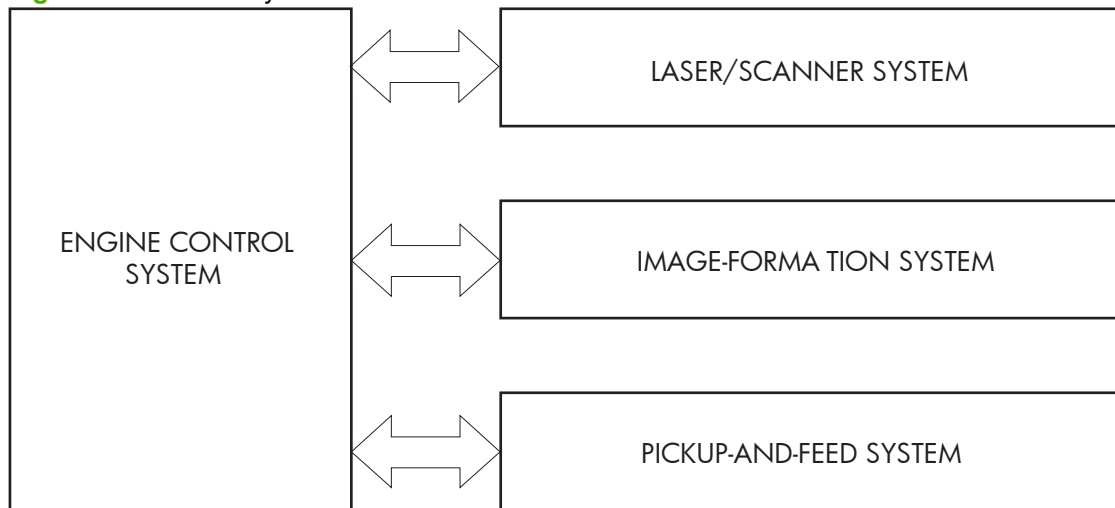 LASER/SCANNER SYSTEM
ENGINE CONTROL
SYSTEM
IMAGE-FORMA TION SYSTEM
PICKUP-AND-FEED SYSTEM